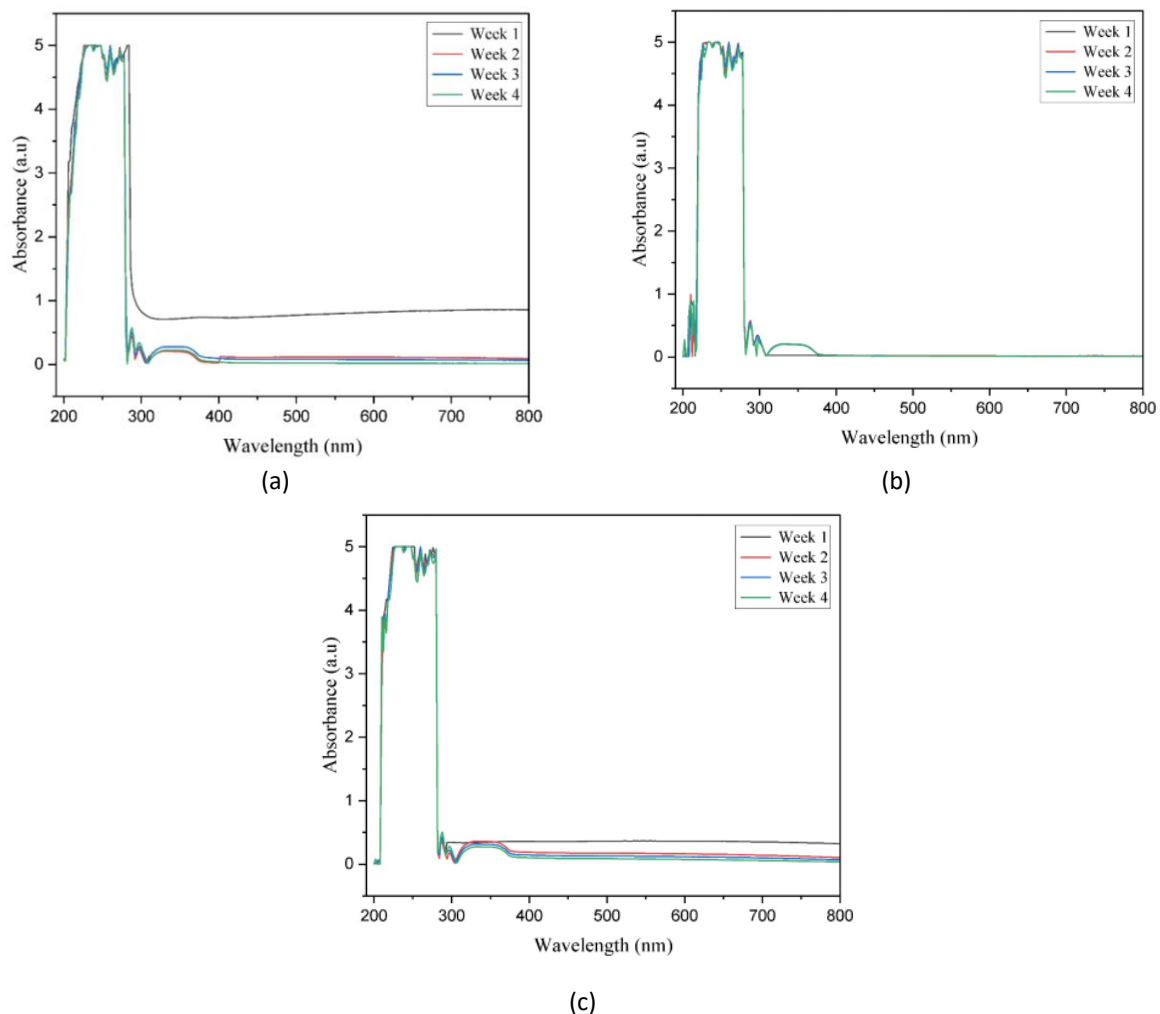 Week 1
Week 2
Week 3
Week 4
5
4
3
2
1
0
Absorbance (a.u)
200 300 400 500 600 700 800
Wavelength (nm)
(a)
Week 1
Week 2
Week 3
Week 4
5
4
3
2
1
0
Absorbance (a.u)
200 300 400 500 600 700 800
Wavelength (nm)
(b)
Week 1
Week 2
Week 3
Week 4
5
4
3
2
1
0
Absorbance (a.u)
200 300 400 500 600 700 800
Wavelength (nm)
(c)